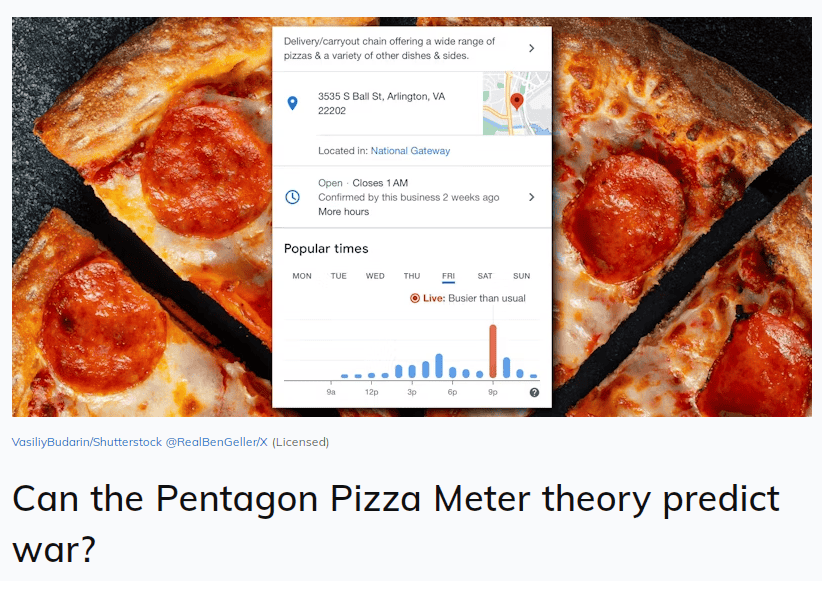 Delivery/carryout chain offering a wide range of
pizzas & a variety of other dishes & sides.
3535 S Ball St, Arlington, VA
22202
Located in: National Gateway
Open · Closes 1 AM
Confirmed by this business 2 weeks ago
More hours
Popular times
MON TUE WED THU FRI SAT SUN
Live: Busier than usual
9a 12p 3p 6p 9p
?
VasiliyBudarin/Shutterstock @RealBenGeller/X (Licensed)
Can the Pentagon Pizza Meter theory predict
war?